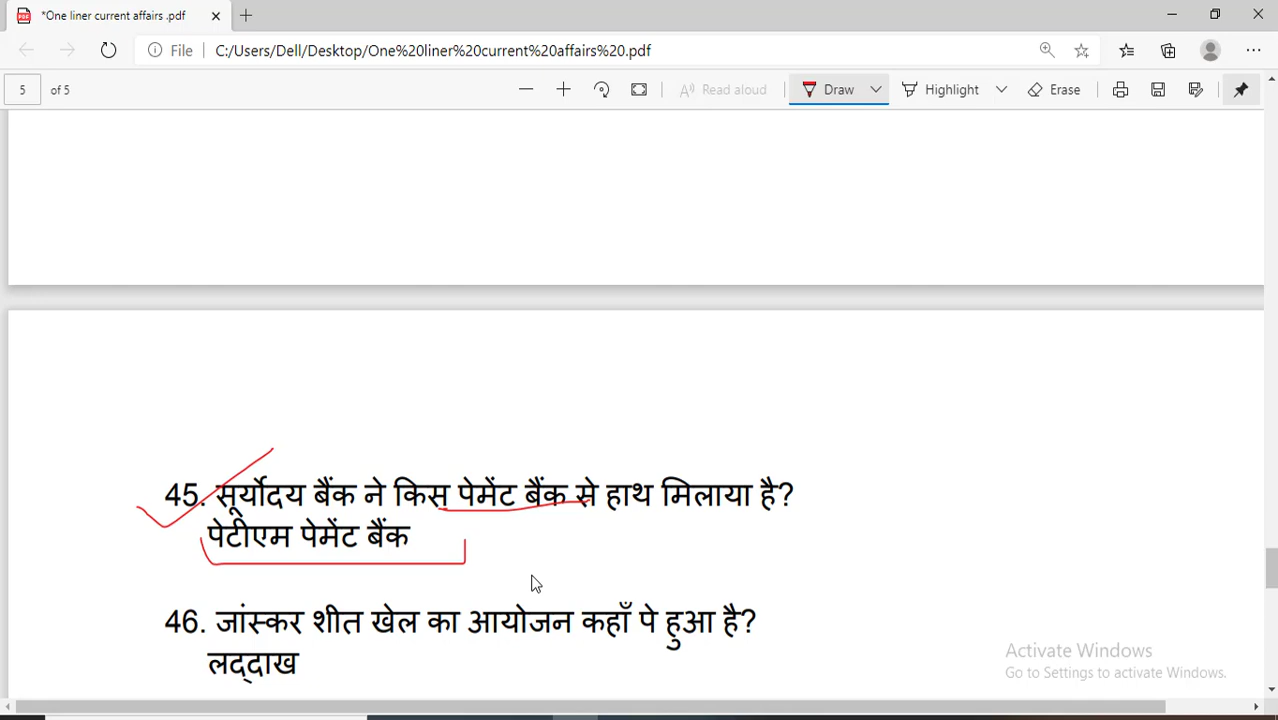 *One liner current affairs .pdf
File
C:/Users/Dell/Desktop/One%20liner%20current%20affairs%20.pdf
5 of 5
Read aloud
Draw
Highlight
Erase
45. सूर्योदय बैंक ने किस पेमेंट बैंक से हाथ मिलाया है?
पेटीएम पेमेंट बैंक
46. जांस्कर शीत खेल का आयोजन कहाँ पे हुआ है?
लद्दाख
Activate Windows
Go to Settings to activate Windows.